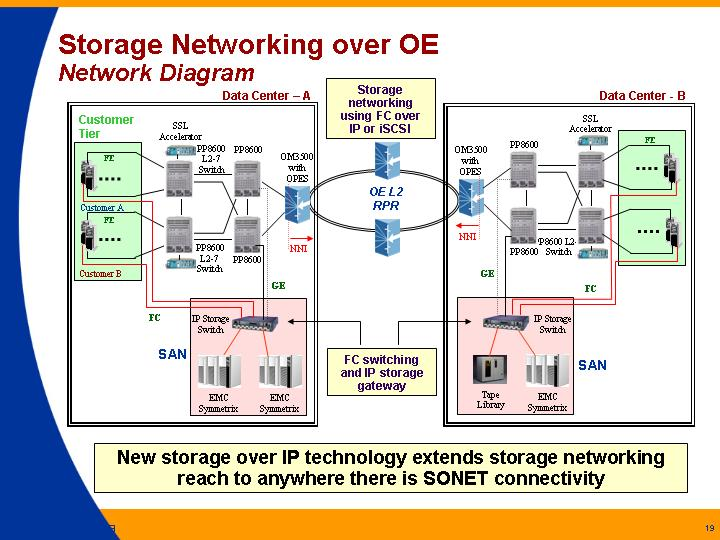 Storage Networking over OE
Network Diagram
Data Center – A
Storage
networking
using FC over
IP or iSCSI
Data Center - B
Customer
Tier
SSL
Accelerator
PP8600
L2-7
Switch
PP8600
OM3500
with
OPES
FE
....
Customer A
FE
....
Customer B
PP8600
L2-7
Switch
PP8600
NNI
GE
OE L2
RPR
OM3500
with
OPES
PP8600
SSL
Accelerator
FE
....
....
NNI
PP8600
P8600 L2-
Switch
GE
FC
FC
IP Storage
Switch
SAN
EMC
Symmetrix
EMC
Symmetrix
FC switching
and IP storage
gateway
IP Storage
Switch
SAN
Tape
Library
EMC
Symmetrix
New storage over IP technology extends storage networking
reach to anywhere there is SONET connectivity
19